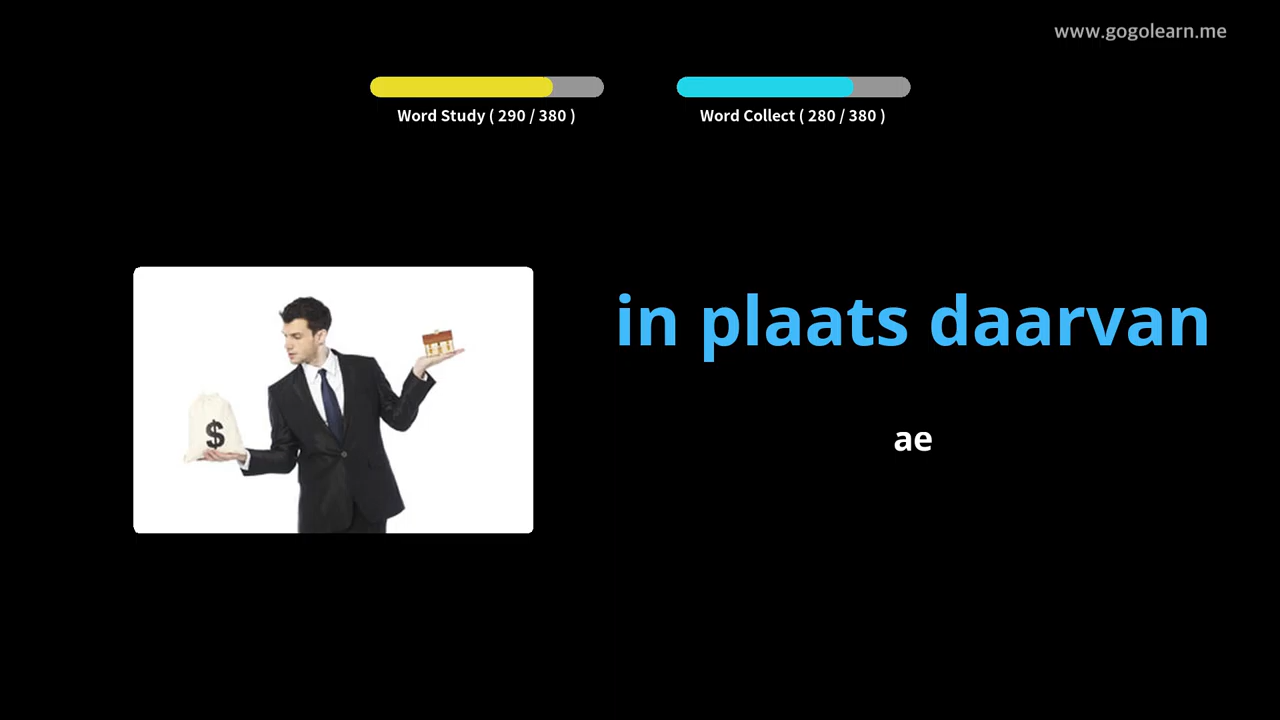 www.gogolearn.me
Word Study ( 290 / 380 )
Word Collect ( 280 / 380 )
in plaats daarvan
$
ae